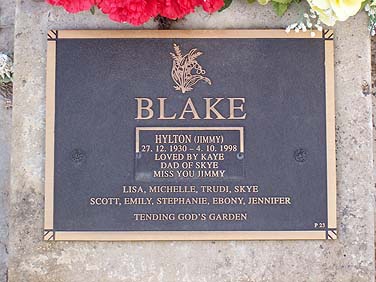 BLAKE
HYLTON (JIMMY)
27. 12. 1930 – 4. 10. 1998
LOVED BY KAYE
DAD OF SKYE
MISS YOU JIMMY
LISA, MICHELLE, TRUDI, SKYE
SCOTT, EMILY, STEPHANIE, EBONY, JENNIFER
TENDING GOD'S GARDEN
P 23